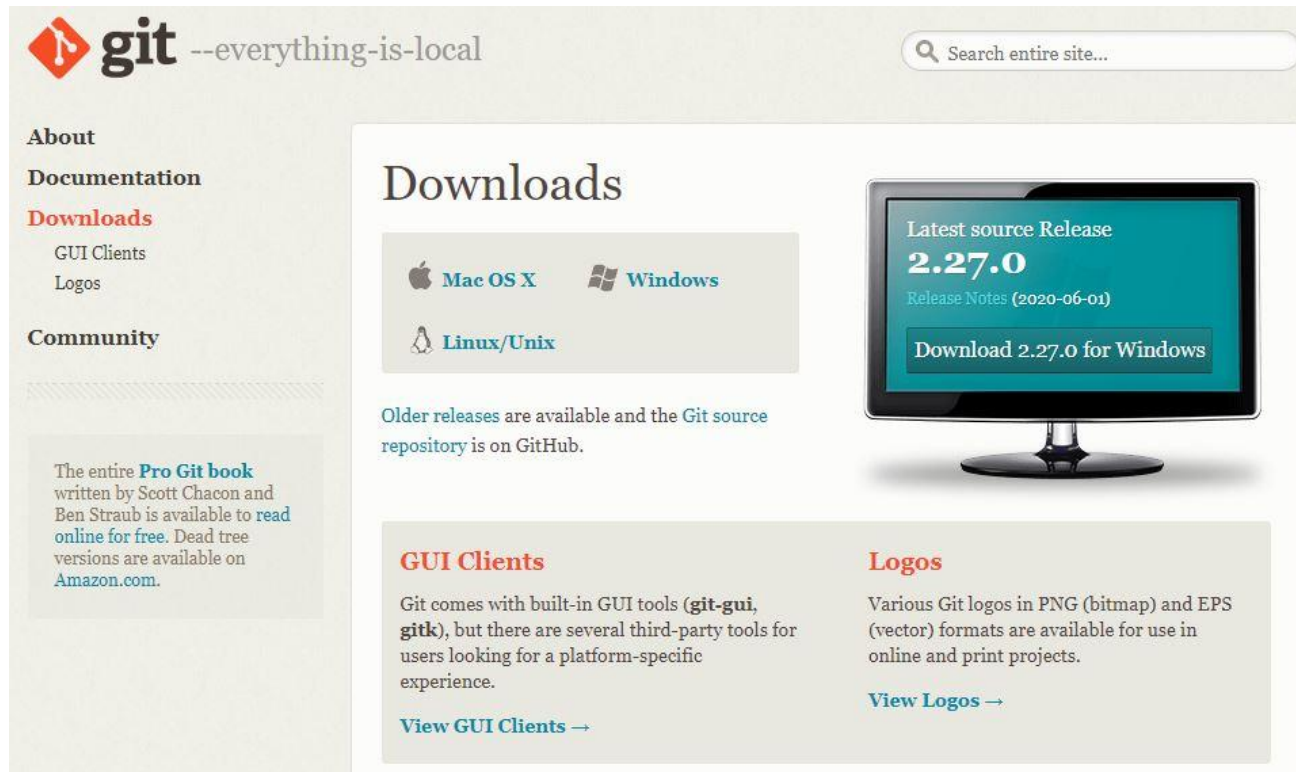 git --everything-is-local
Search entire site...
About
Documentation
Downloads
GUI Clients
Logos
Community
The entire Pro Git book
written by Scott Chacon and
Ben Straub is available to read
online for free. Dead tree
versions are available on
Amazon.com.
Downloads
Mac OS X
Windows
Linux/Unix
Older releases are available and the Git source
repository is on GitHub.
Latest source Release
2.27.0
Release Notes (2020-06-01)
Download 2.27.0 for Windows
GUI Clients
Git comes with built-in GUI tools (git-gui,
gitk), but there are several third-party tools for
users looking for a platform-specific
experience.
View GUI Clients →
Logos
Various Git logos in PNG (bitmap) and EPS
(vector) formats are available for use in
online and print projects.
View Logos →